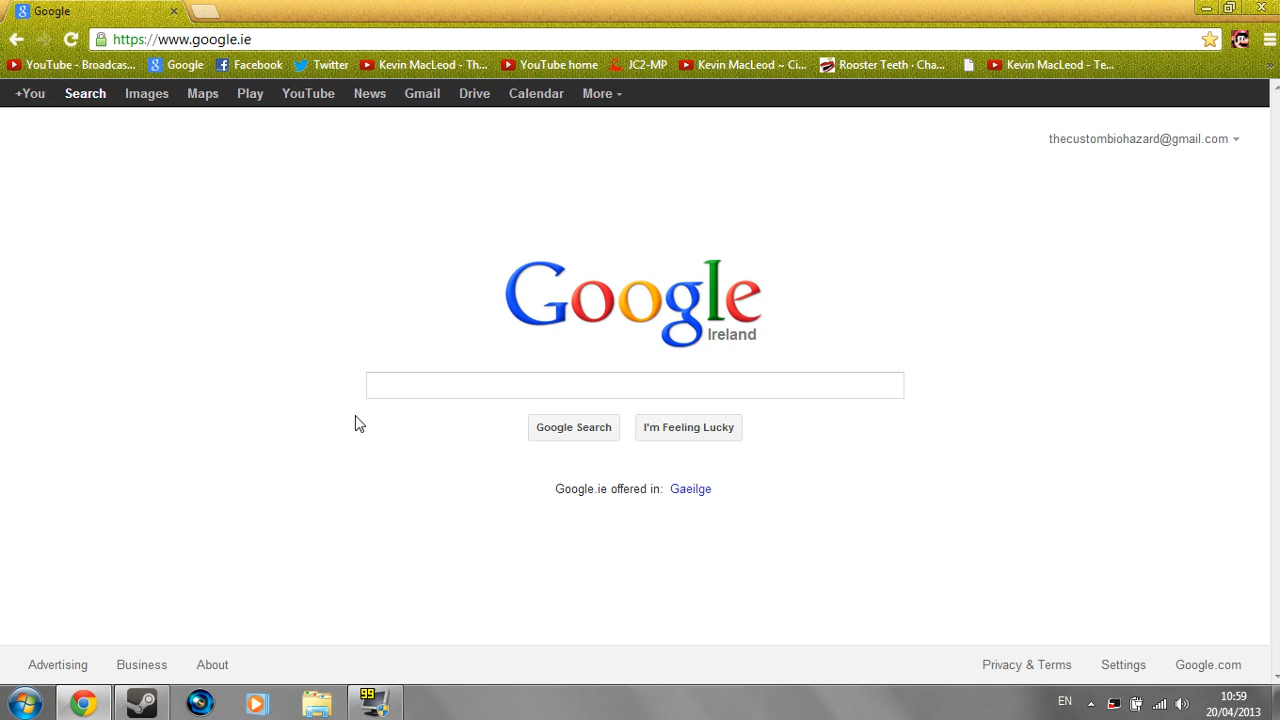 Google
https://www.google.ie
YouTube - Broadcas... Google Facebook Twitter Kevin MacLeod - Th... YouTube home JC2-MP Kevin MacLeod ~ Ci... Rooster Teeth · Cha... Kevin MacLeod - Te... »
+You Search Images Maps Play YouTube News Gmail Drive Calendar More
thecustombiohazard@gmail.com
Google
Ireland
Google Search I'm Feeling Lucky
Google.ie offered in: Gaeilge
Advertising Business About Privacy & Terms Settings Google.com
99
EN 10:59
20/04/2013